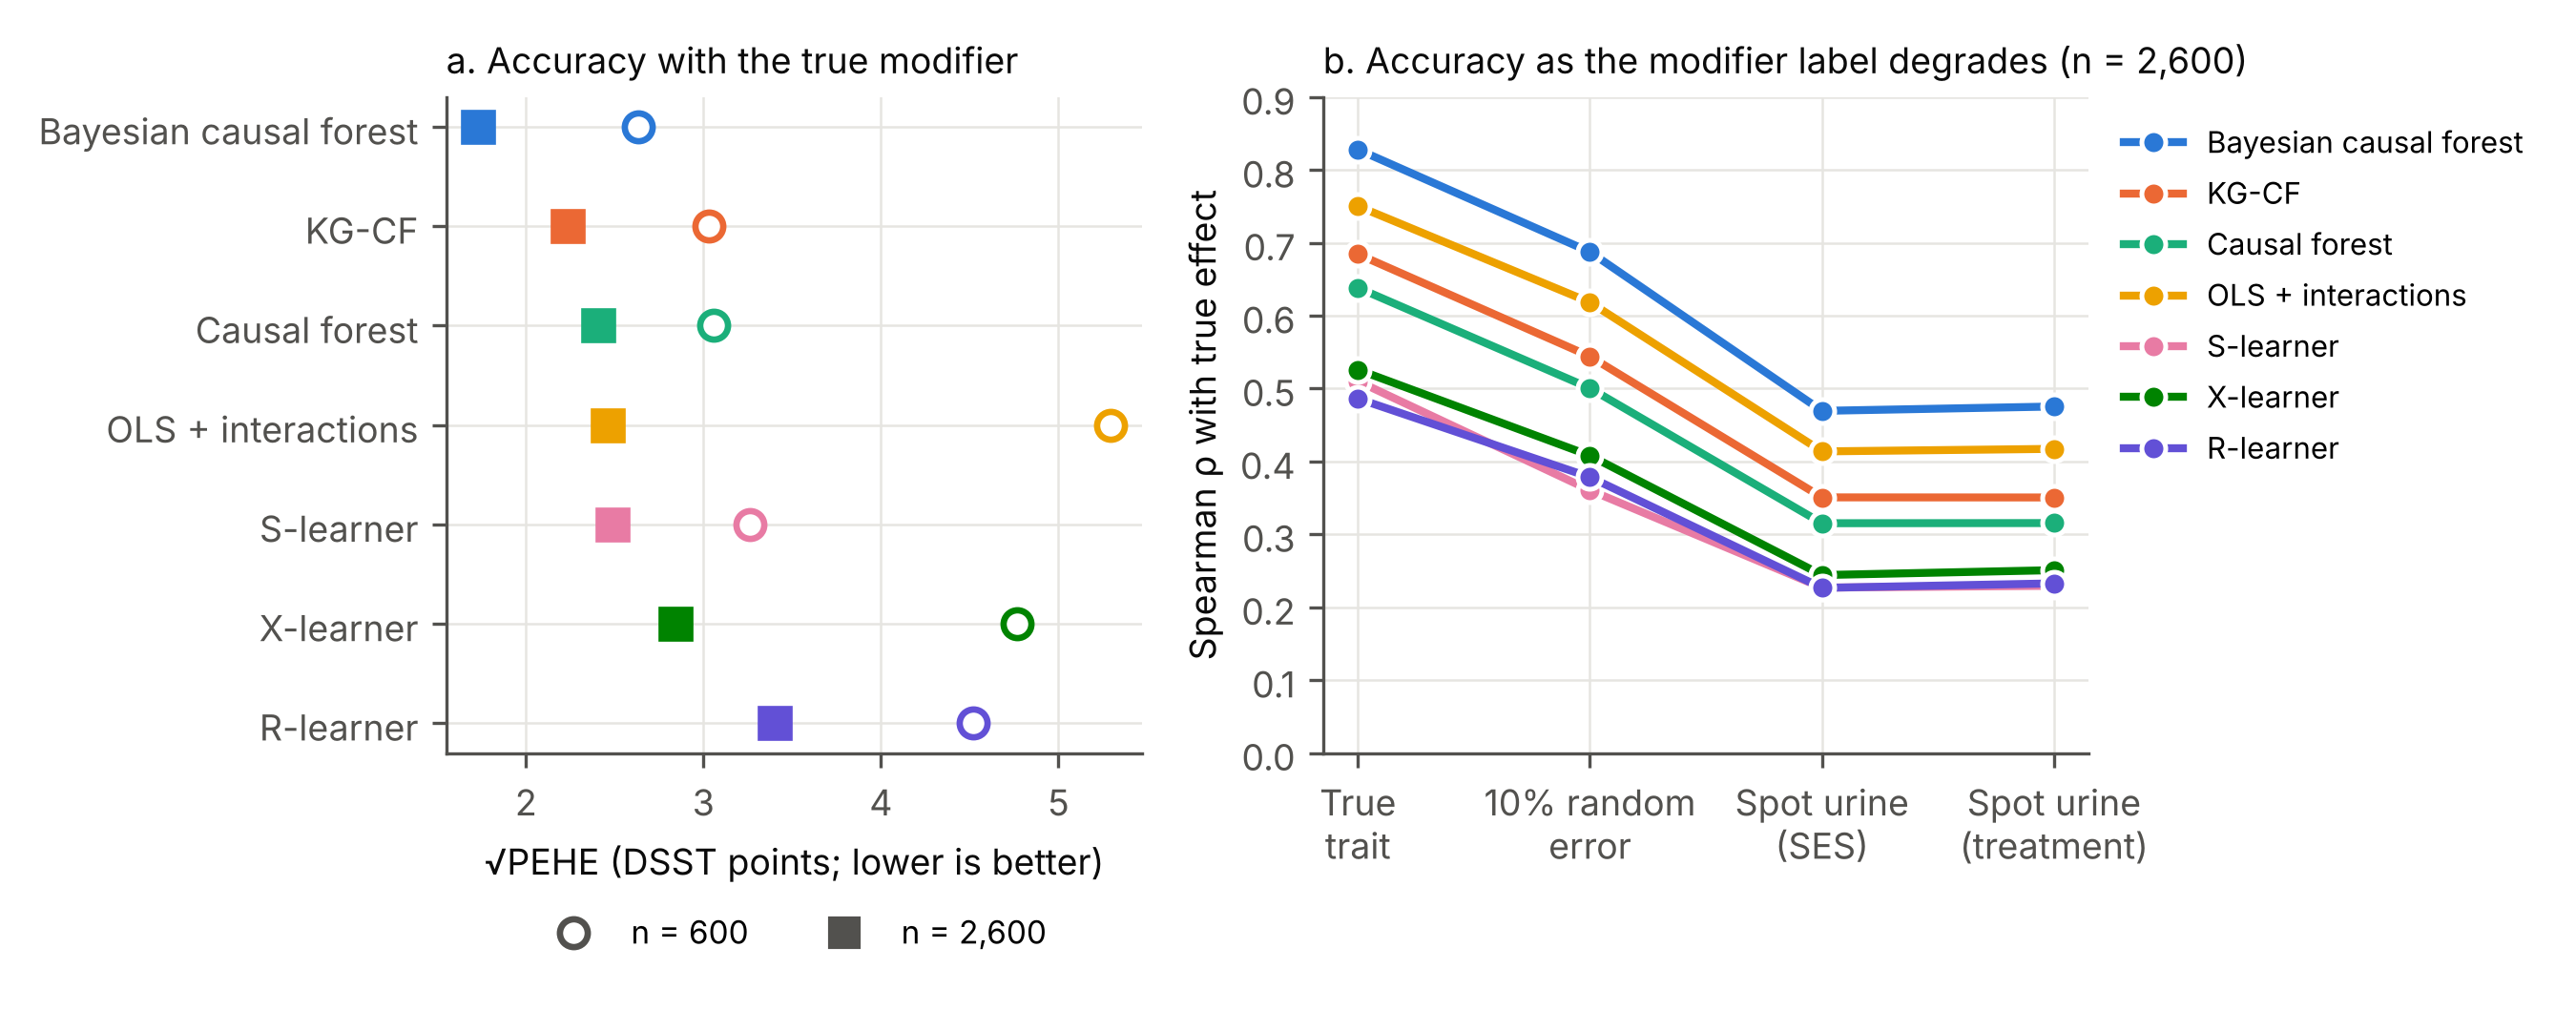 a. Accuracy with the true modifier
Bayesian causal forest
KG-CF
Causal forest
OLS + interactions
S-learner
X-learner
R-learner
2 3 4 5
√PEHE (DSST points; lower is better)
n = 600 n = 2,600
b. Accuracy as the modifier label degrades (n = 2,600)
Spearman ρ with true effect
0.9
0.8
0.7
0.6
0.5
0.4
0.3
0.2
0.1
0.0
True trait
10% random error
Spot urine (SES)
Spot urine (treatment)
Bayesian causal forest
KG-CF
Causal forest
OLS + interactions
S-learner
X-learner
R-learner